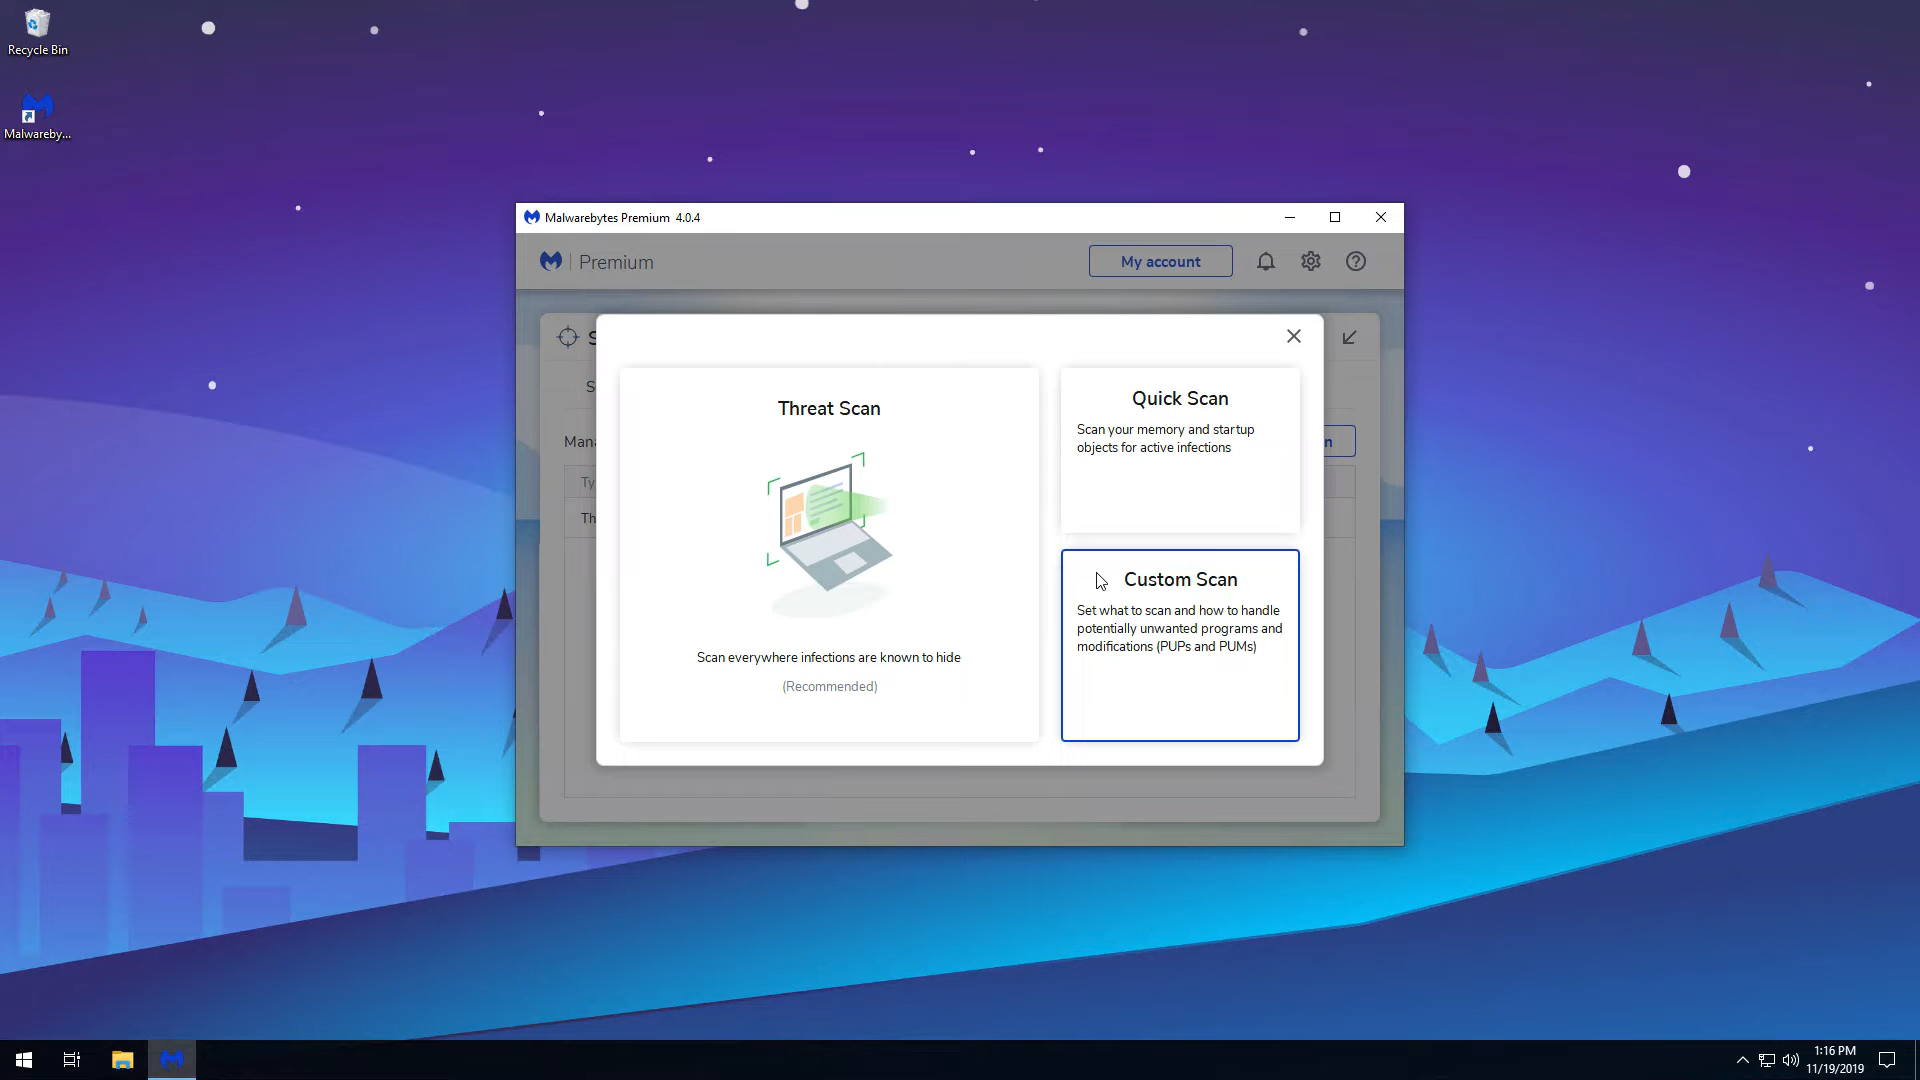 Recycle Bin
Malwareby...
Malwarebytes Premium 4.0.4
Premium
My account
Threat Scan
Scan everywhere infections are known to hide
(Recommended)
Quick Scan
Scan your memory and startup
objects for active infections
Custom Scan
Set what to scan and how to handle
potentially unwanted programs and
modifications (PUPs and PUMs)
1:16 PM
11/19/2019